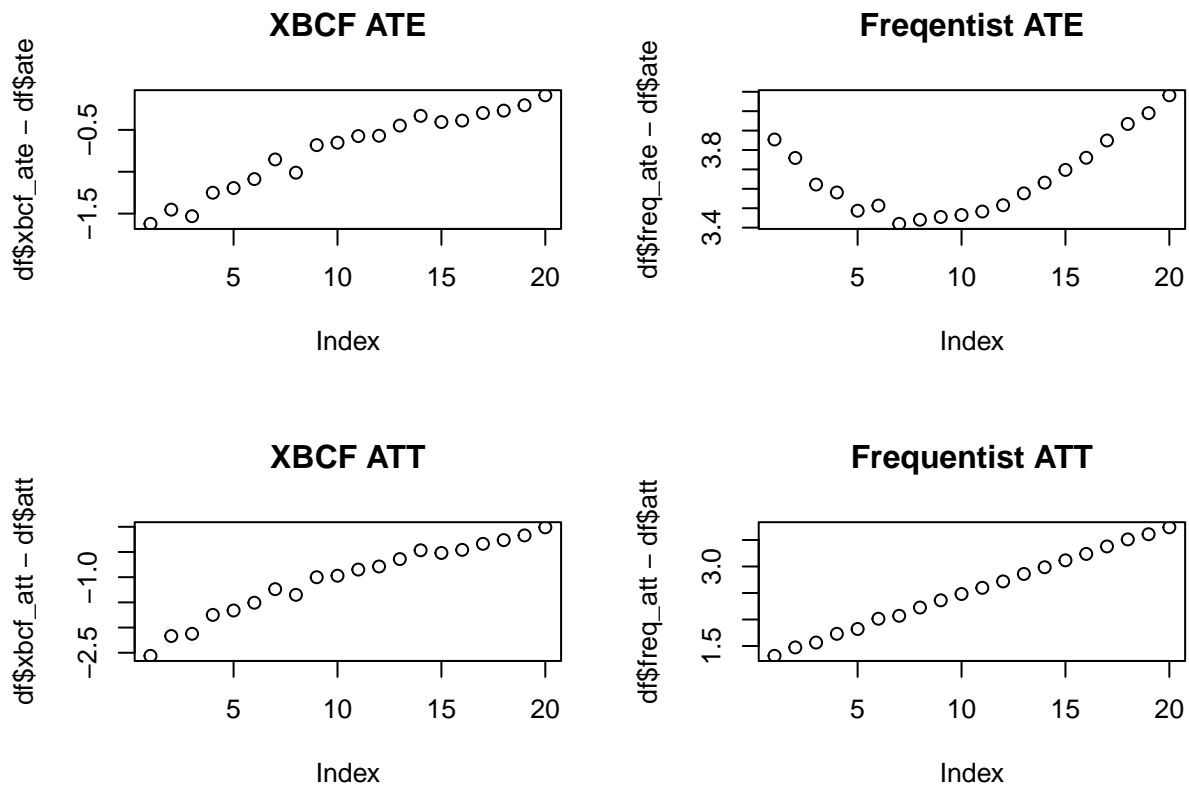 XBCF ATE
df$xbcf_ate − df$ate
−0.5
−1.5
5
10
15
20
Index
Freqentist ATE
df$freq_ate − df$ate
3.8
3.4
5
10
15
20
Index
XBCF ATT
df$xbcf_att − df$att
−1.0
−2.5
5
10
15
20
Index
Frequentist ATT
df$freq_att − df$att
3.0
1.5
5
10
15
20
Index